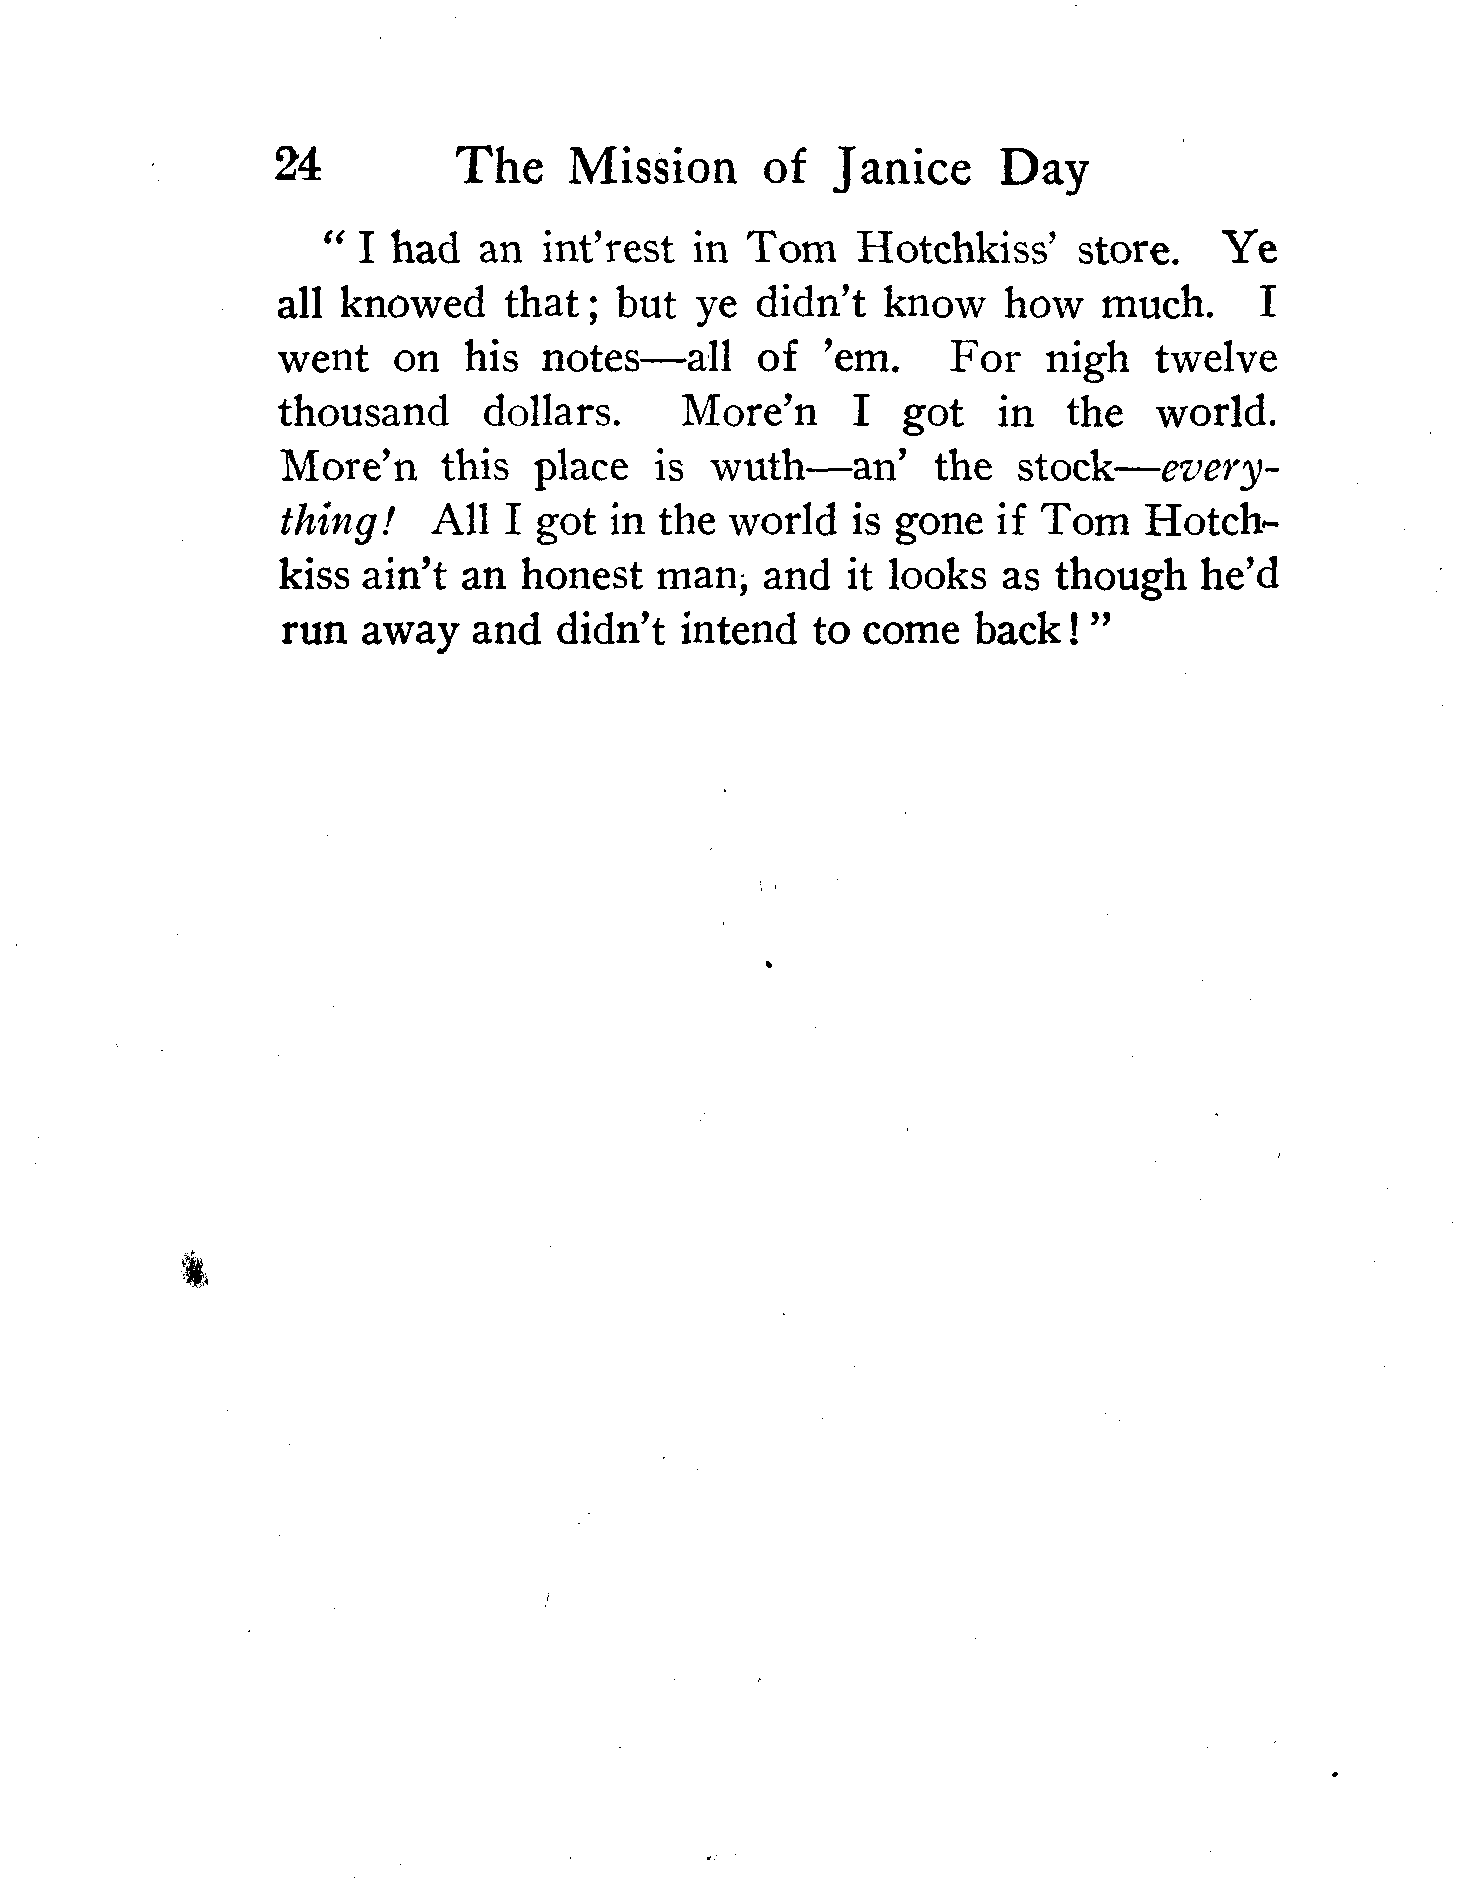 24 The Mission of Janice Day
“ I had an int’rest in Tom Hotchkiss’ store. Ye
all knowed that; but ye didn’t know how much. I
went on his notes—all of ’em. For nigh twelve
thousand dollars. More’n I got in the world.
More’n this place is wuth—an’ the stock—every-
thing! All I got in the world is gone if Tom Hotch-
kiss ain’t an honest man, and it looks as though he’d
run away and didn’t intend to come back! ”